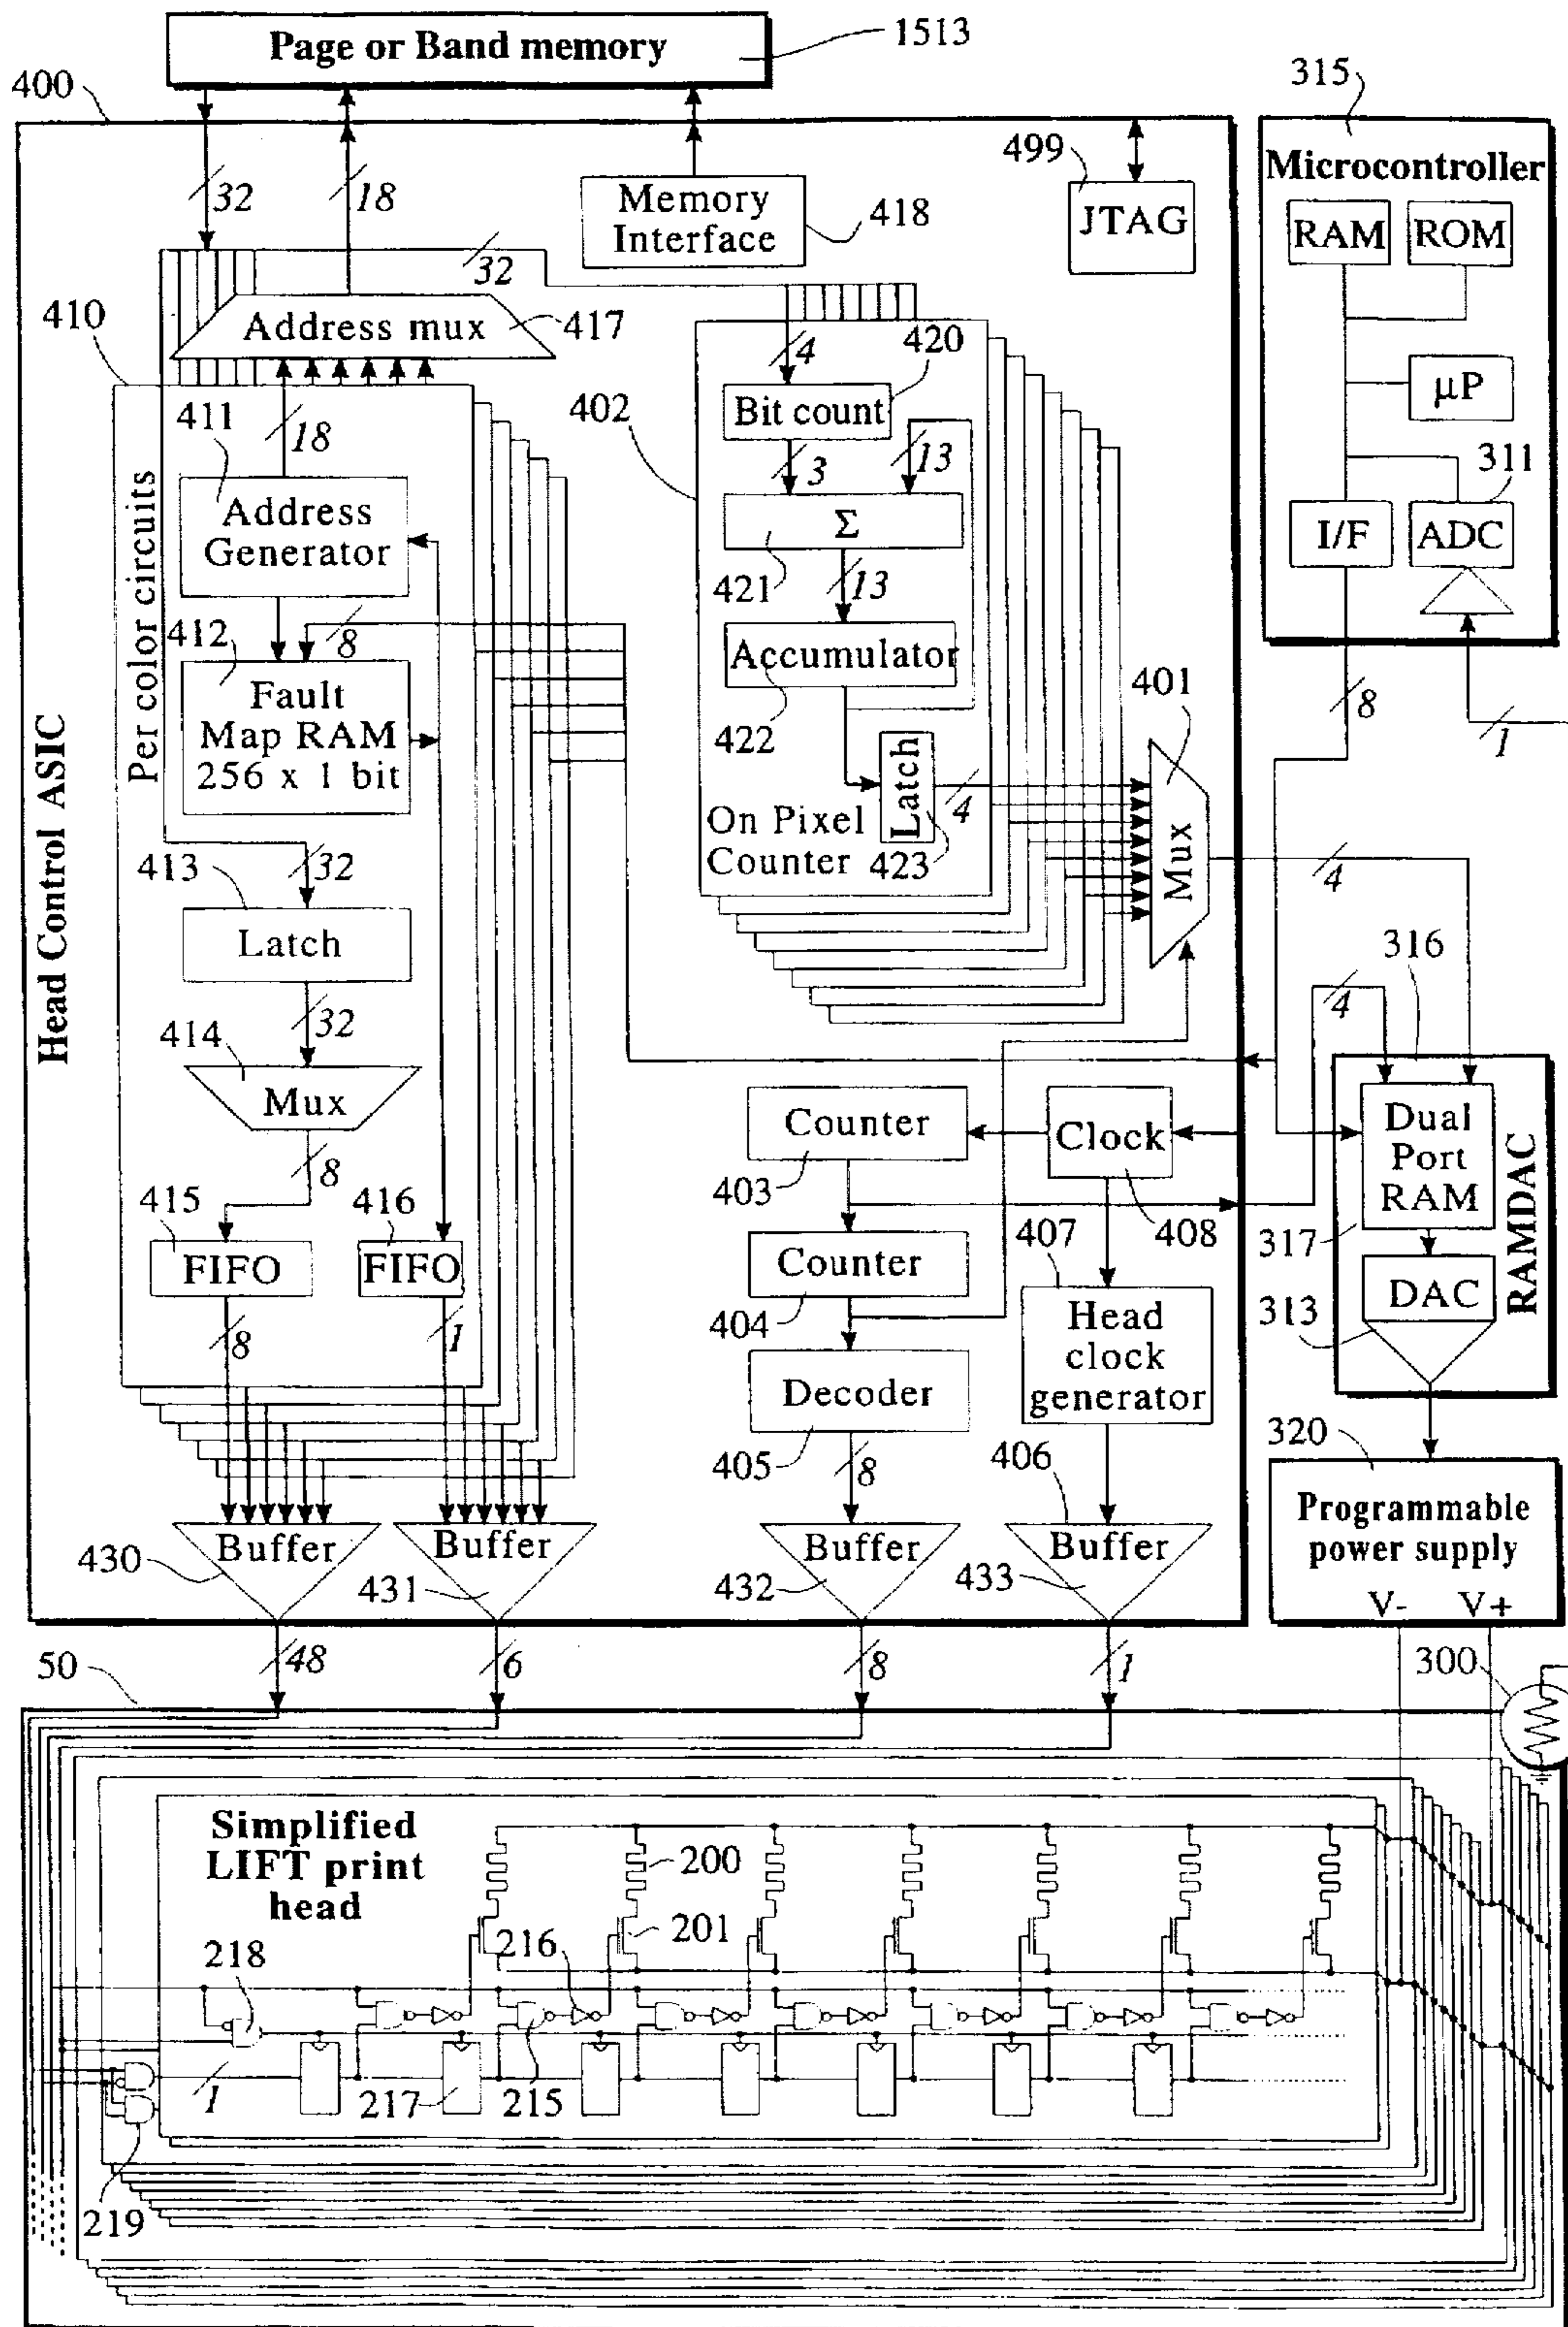 Page or Band memory
1513
400
32
18
Memory
Interface
418
499
JTAG
315
Microcontroller
RAM
ROM
µP
311
I/F
ADC
8
1
32
410
Address mux
417
Head Control ASIC
Per color circuits
411
18
Address
Generator
412
8
Fault
Map RAM
256 x 1 bit
413
32
Latch
414
32
Mux
8
415
416
FIFO
FIFO
8
1
402
4
420
Bit count
3
13
Σ
421
13
Accumulator
422
Latch
4
On Pixel
Counter
423
401
Mux
4
316
4
Counter
403
Clock
408
Counter
404
407
Head
clock
generator
Decoder
405
8
406
Dual
Port
RAM
317
DAC
313
RAMDAC
320
Programmable
power supply
V-
V+
Buffer
430
Buffer
431
Buffer
432
Buffer
433
50
48
6
8
1
300
Simplified
LIFT print
head
200
201
216
218
1
217
215
219